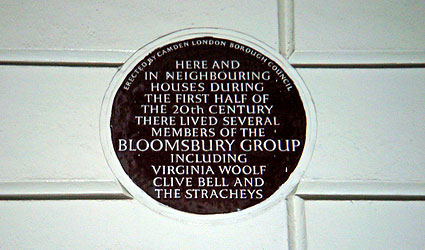 ERECTED BY CAMDEN LONDON BOROUGH COUNCIL
HERE AND
IN NEIGHBOURING
HOUSES DURING
THE FIRST HALF OF
THE 20th CENTURY
THERE LIVED SEVERAL
MEMBERS OF THE
BLOOMSBURY GROUP
INCLUDING
VIRGINIA WOOLF
CLIVE BELL AND
THE STRACHEYS